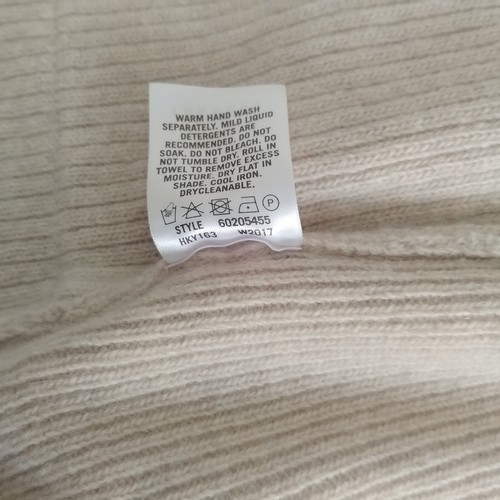 WARM HAND WASH
SEPARATELY. MILD LIQUID
DETERGENTS ARE
RECOMMENDED. DO NOT
SOAK. DO NOT BLEACH. DO
NOT TUMBLE DRY. ROLL IN
TOWEL TO REMOVE EXCESS
MOISTURE. DRY FLAT IN
SHADE. COOL IRON.
DRYCLEANABLE.
P
STYLE 60205455
HKY163 W2017